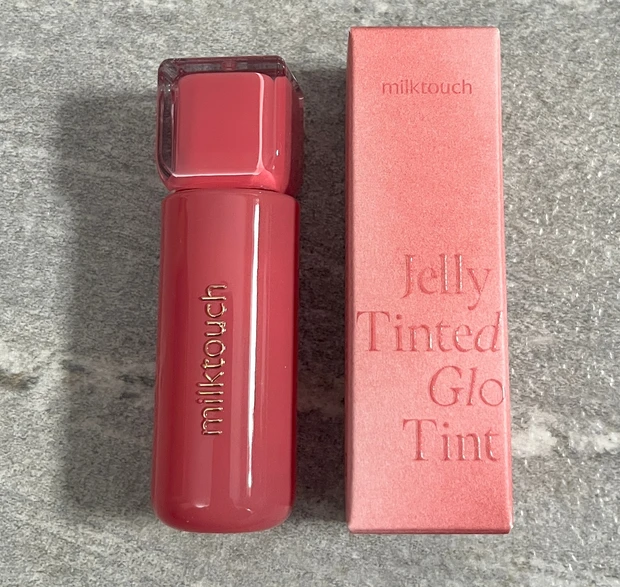 milktouch
milktouch
Jelly
Tinted
Glo
Tint